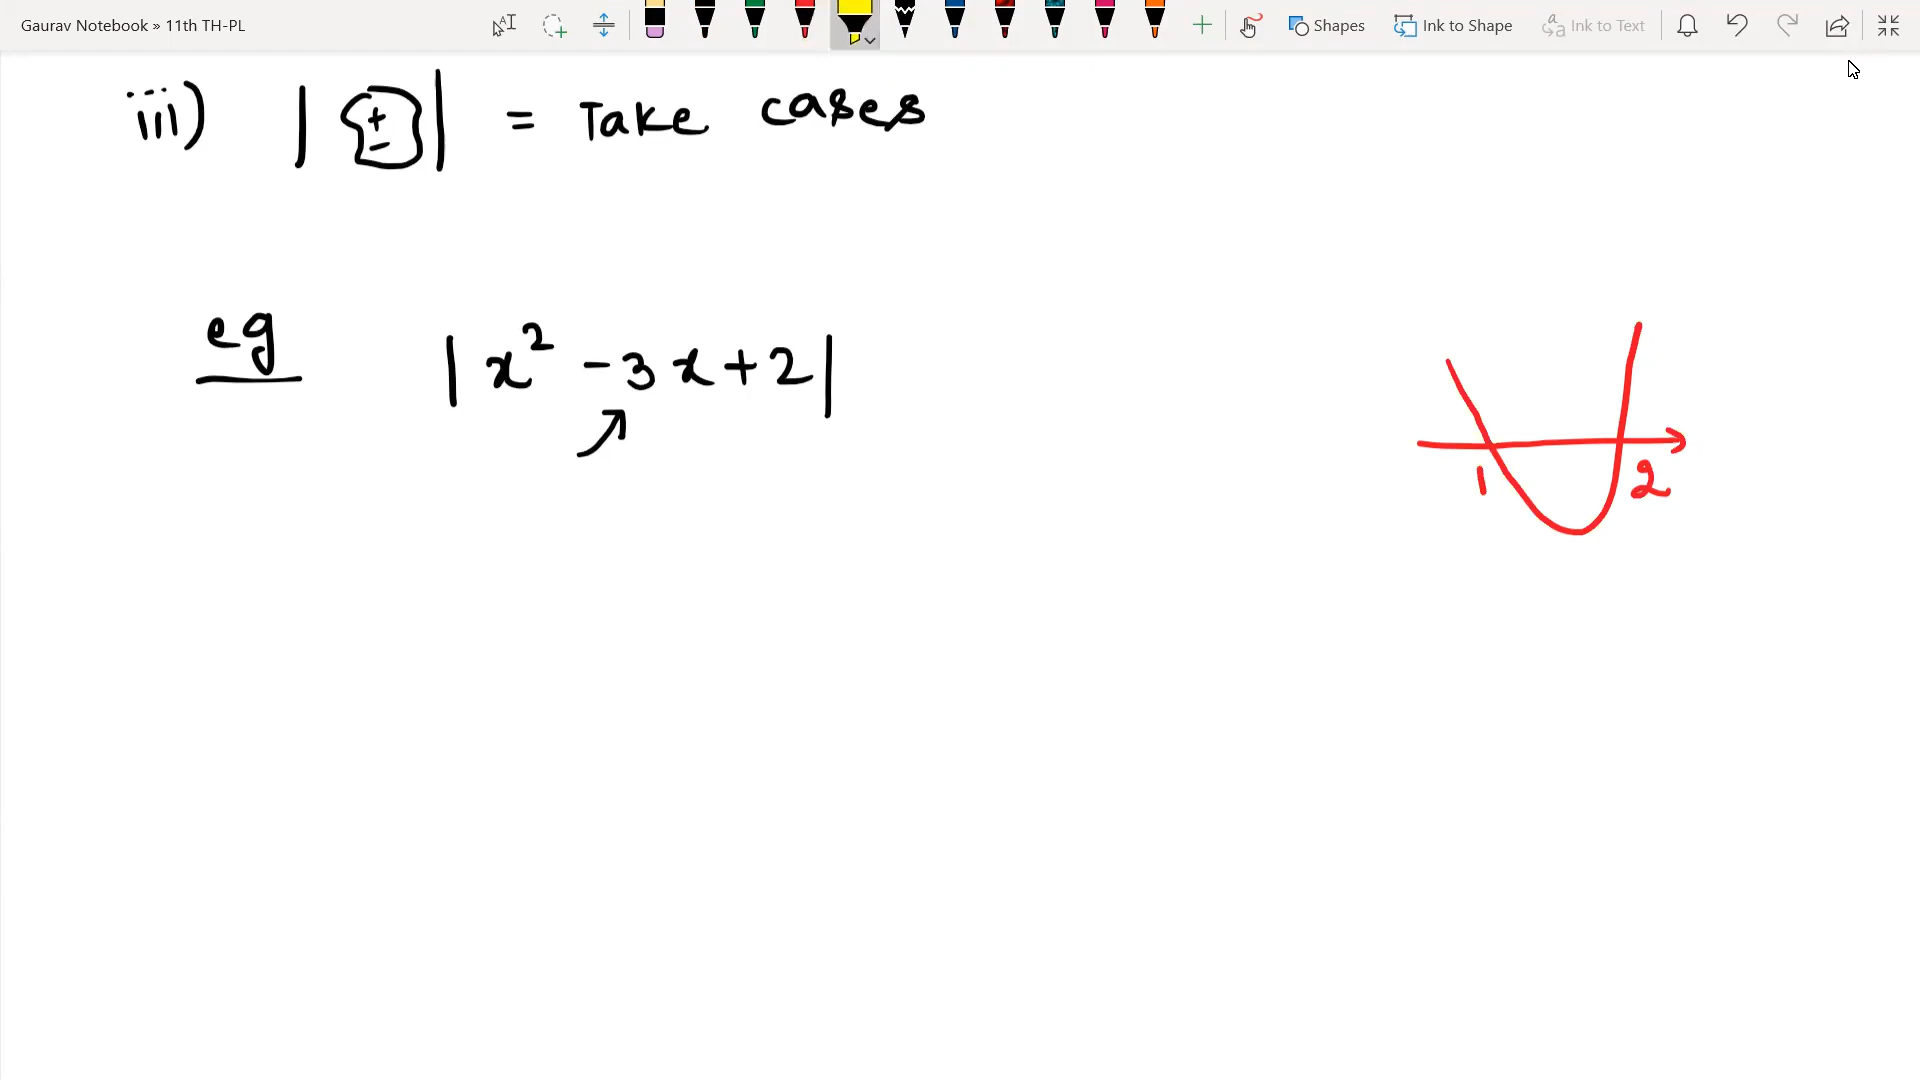 Gaurav Notebook » 11th TH-PL
Shapes
Ink to Shape
Ink to Text
iii) | ± | = Take cases
eg | x² - 3x + 2 |
1 2